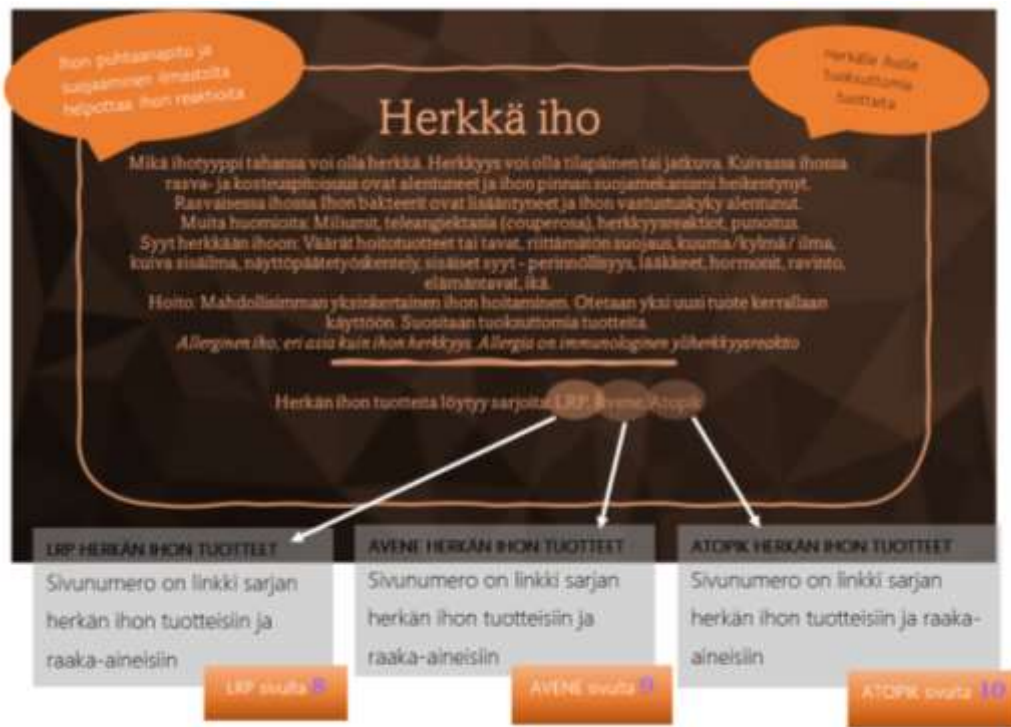 Ihon puhtaanapito ja
suojaaminen ilmastolta
helpottaa ihon reaktioita
Herkälle iholle
tuoksuttomia
tuotteita
Herkkä iho
Mikä ihotyyppi tahansa voi olla herkkä. Herkkyys voi olla tilapäinen tai jatkuva. Kuivassa ihossa
rasva- ja kosteuspitoisuus ovat alentuneet ja ihon pinnan suojamekanismi heikentynyt.
Rasvaisessa ihossa ihon bakteerit ovat lisääntyneet ja ihon vastustuskyky alentunut.
Muita huomioita: Miliumit, teleangiektasia (couperosa), herkkyysreaktiot, punoitus.
Syyt herkkään ihoon: Väärät hoitotuotteet tai tavat, riittämätön suojaus, kuuma/kylmä/ ilma,
kuiva sisäilma, näyttöpäätetyöskentely, sisäiset syyt - perinnöllisyys, lääkkeet, hormonit, ravinto,
elämäntavat, ikä.
Hoito: Mahdollisimman yksinkertainen ihon hoitaminen. Otetaan yksi uusi tuote kerrallaan
käyttöön. Suositaan tuoksuttomia tuotteita.
Allerginen iho; eri asia kuin ihon herkkyys. Allergia on immunologinen yliherkkyysreaktio
Herkän ihon tuotteita löytyy sarjoita: LRP, Avene, Atopik
LRP HERKÄN IHON TUOTTEET
Sivunumero on linkki sarjan
herkän ihon tuotteisiin ja
raaka-aineisiin
LRP sivulta 8
AVENE HERKÄN IHON TUOTTEET
Sivunumero on linkki sarjan
herkän ihon tuotteisiin ja
raaka-aineisiin
AVENE sivulta 9
ATOPIK HERKÄN IHON TUOTTEET
Sivunumero on linkki sarjan
herkän ihon tuotteisiin ja raaka-
aineisiin
ATOPIK sivulta 10